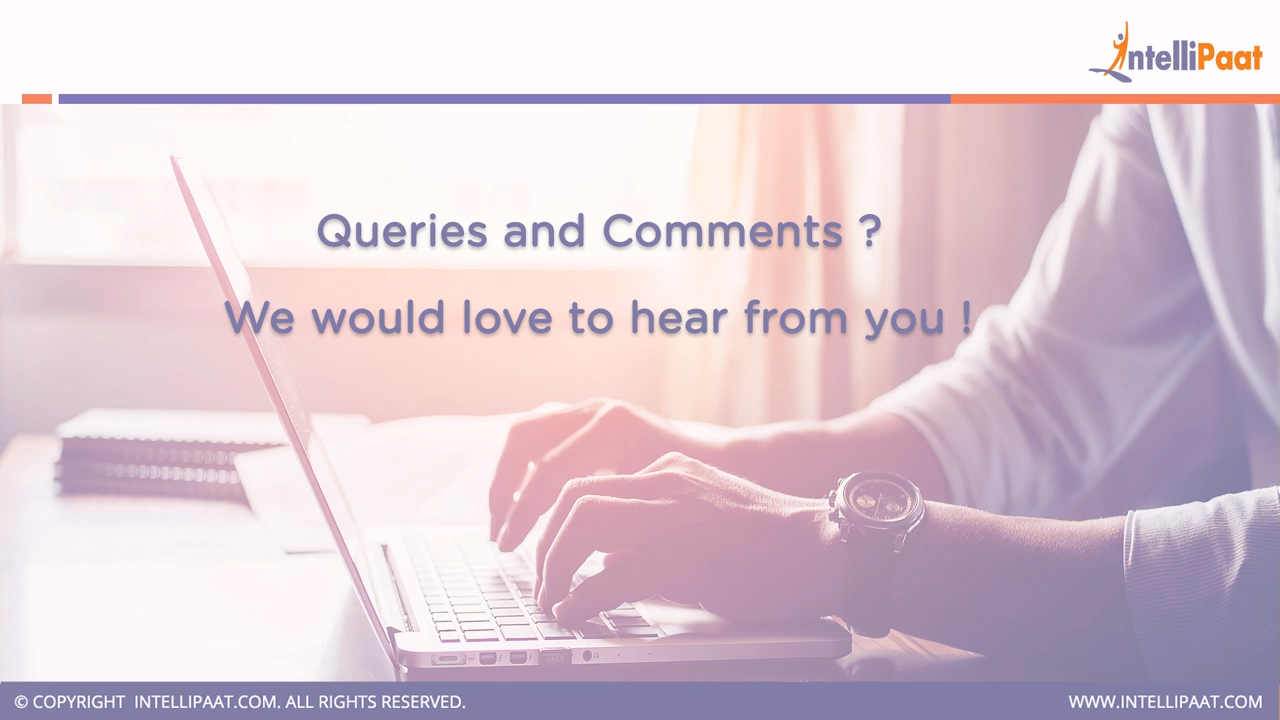 IntelliPaat
Queries and Comments ?
We would love to hear from you !
© COPYRIGHT INTELLIPAAT.COM. ALL RIGHTS RESERVED.
WWW.INTELLIPAAT.COM